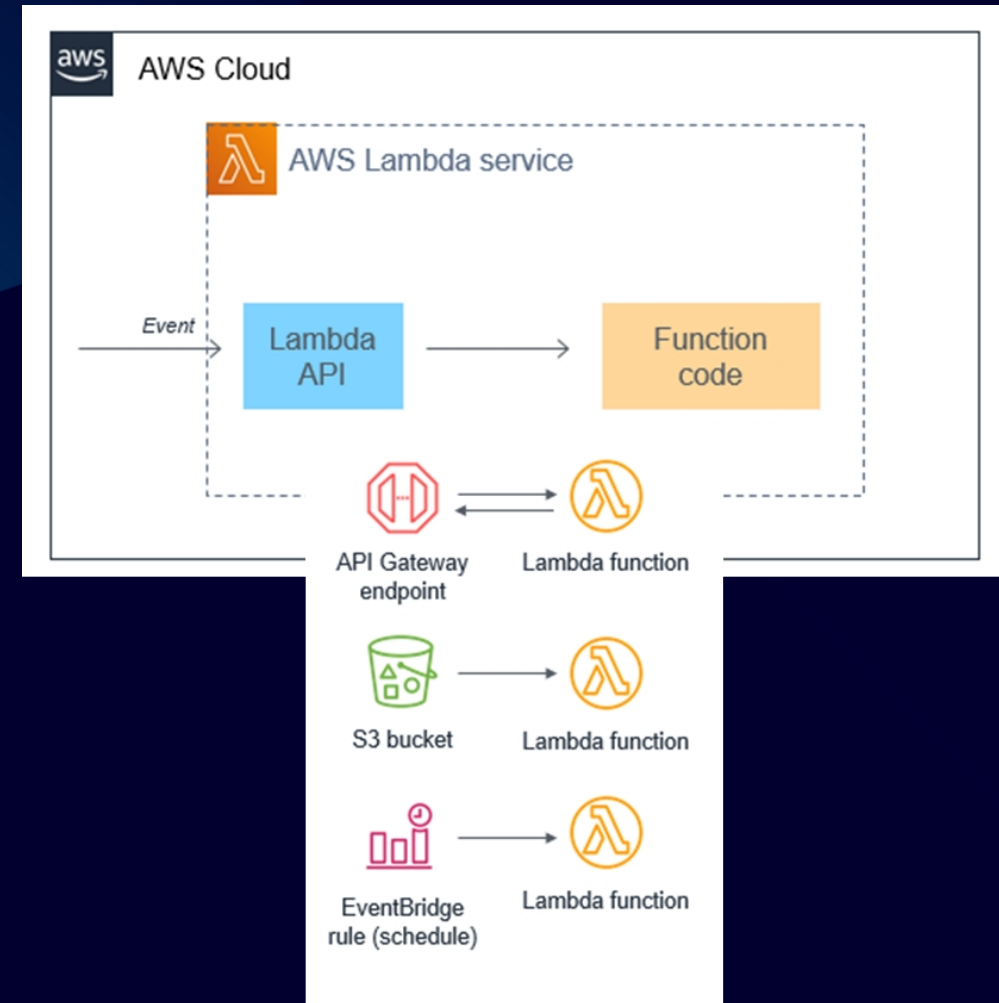 aws
AWS Cloud
AWS Lambda service
Event
Lambda
API
Function
code
API Gateway
endpoint
Lambda function
S3 bucket
Lambda function
EventBridge
rule (schedule)
Lambda function